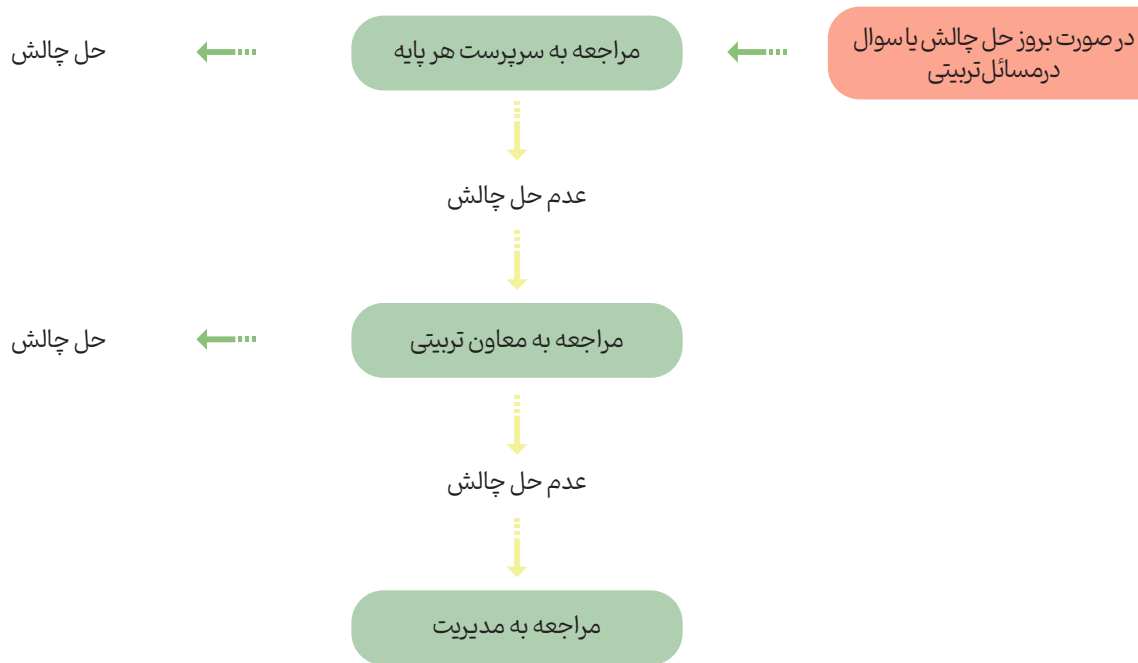 در صورت بروز حل چالش یا سوال
درمسائل تربیتی
مراجعه به سرپرست هر پایه
حل چالش
عدم حل چالش
مراجعه به معاون تربیتی
حل چالش
عدم حل چالش
مراجعه به مدیریت